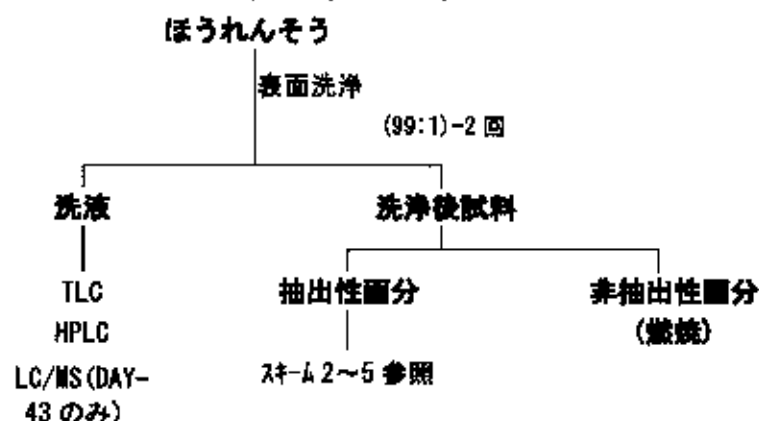 ほうれんそう
表面洗浄
(99:1)-2 回
洗液
洗浄後試料
TLC
HPLC
LC/MS(DAY-
43 のみ)
抽出性画分
スキーム 2～5 参照
非抽出性画分
(燃焼)